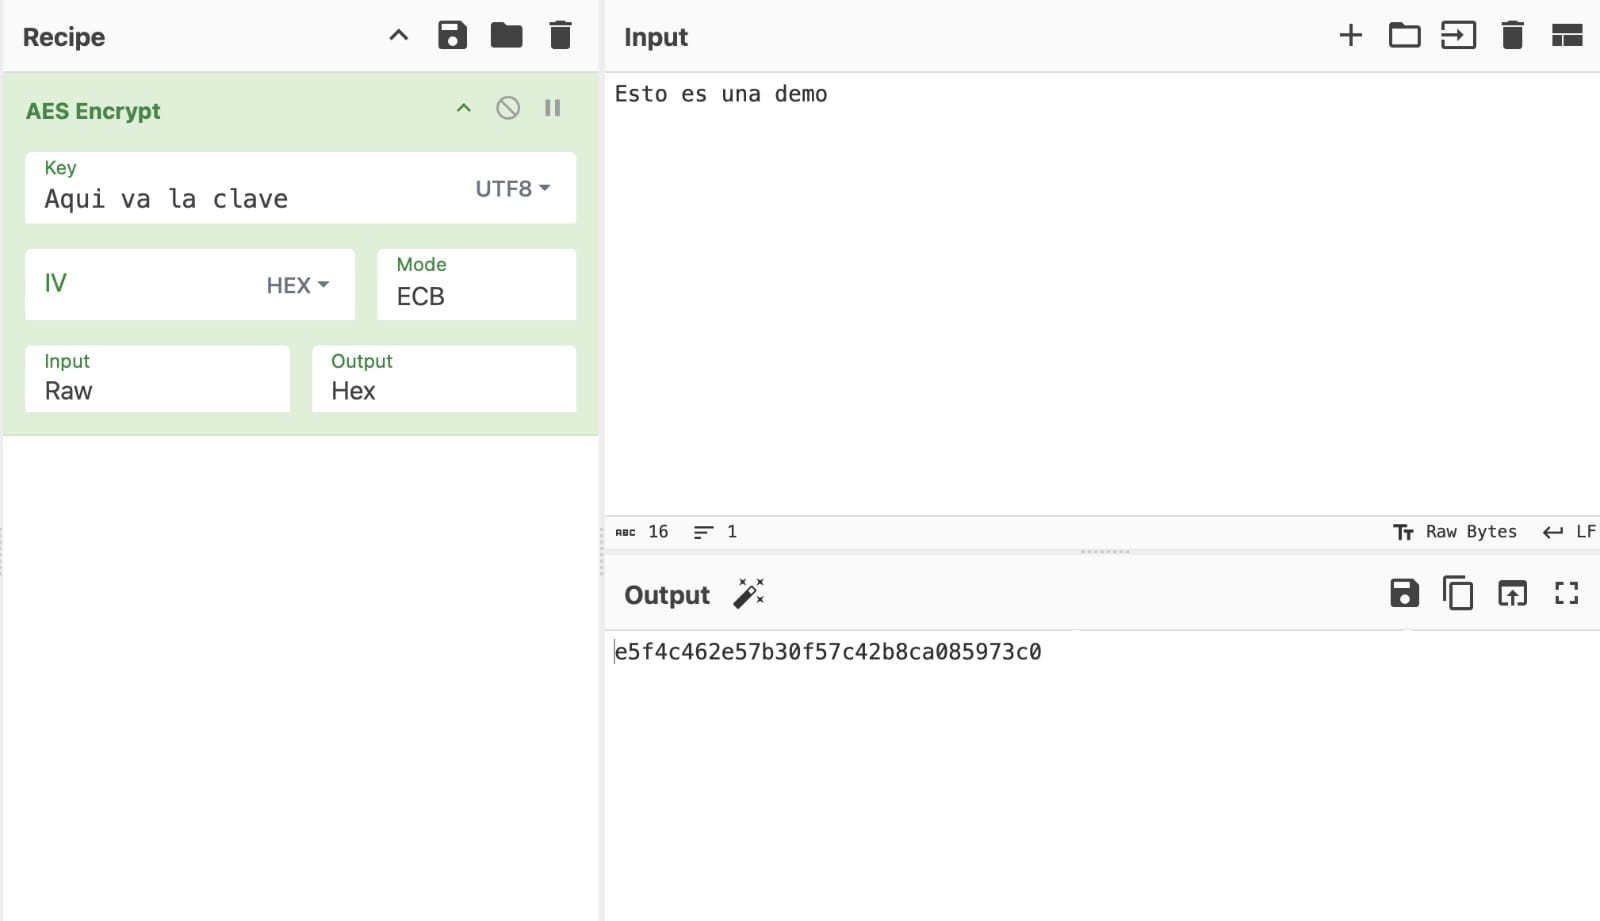 Recipe
AES Encrypt
Key
Aqui va la clave
UTF8
IV
HEX
Mode
ECB
Input
Raw
Output
Hex
Input
Esto es una demo
ABC 16
1
Raw Bytes
LF
Output
e5f4c462e57b30f57c42b8ca085973c0